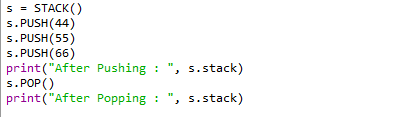 s = STACK()
s.PUSH(44)
s.PUSH(55)
s.PUSH(66)
print("After Pushing : ", s.stack)
s.POP()
print("After Popping : ", s.stack)